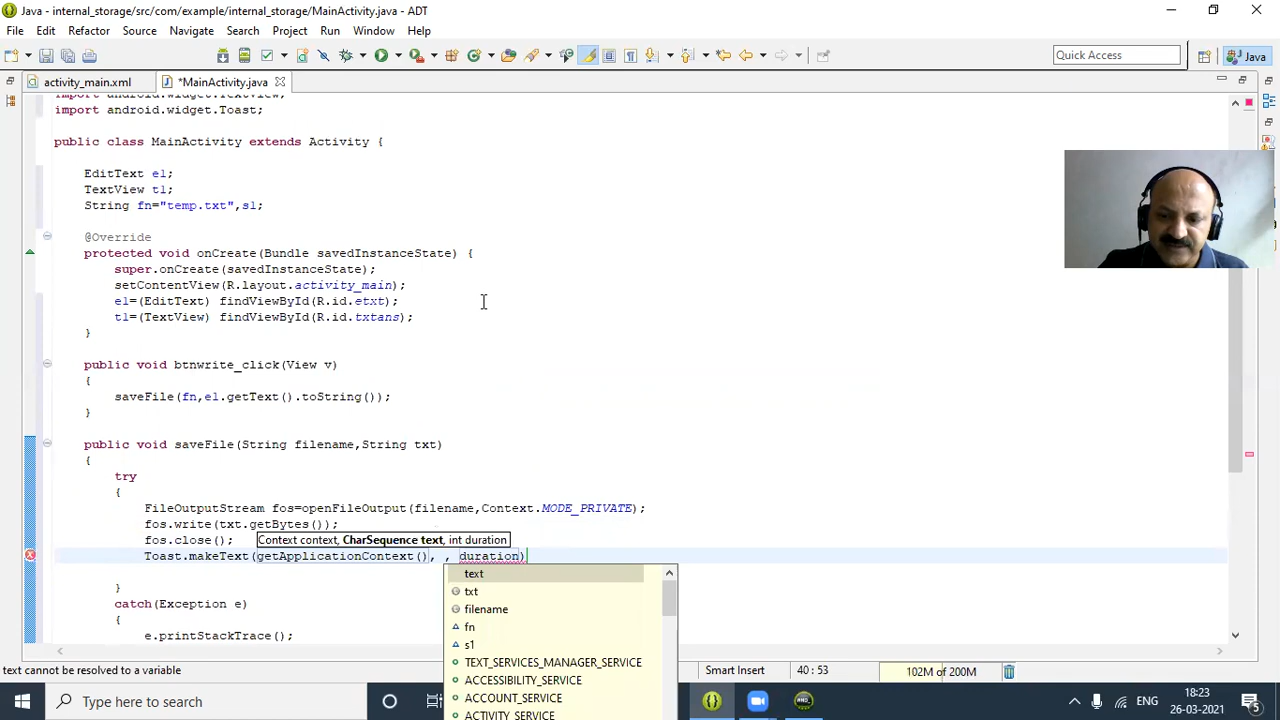 Java - internal_storage/src/com/example/internal_storage/MainActivity.java - ADT
File Edit Refactor Source Navigate Search Project Run Window Help
Quick Access
Java
activity_main.xml
*MainActivity.java
import android.widget.TextView;
import android.widget.Toast;
public class MainActivity extends Activity {
EditText e1;
TextView t1;
String fn="temp.txt",s1;
@Override
protected void onCreate(Bundle savedInstanceState) {
super.onCreate(savedInstanceState);
setContentView(R.layout.activity_main);
e1=(EditText) findViewById(R.id.etxt);
t1=(TextView) findViewById(R.id.txtans);
}
public void btnwrite_click(View v)
{
saveFile(fn,e1.getText().toString());
}
public void saveFile(String filename,String txt)
{
try
{
FileOutputStream fos=openFileOutput(filename,Context.MODE_PRIVATE);
fos.write(txt.getBytes());
fos.close();
Context context, CharSequence text, int duration
Toast.makeText(getApplicationContext(), , duration)
text
}
txt
catch(Exception e)
filename
{
fn
e.printStackTrace();
s1
TEXT_SERVICES_MANAGER_SERVICE
ACCESSIBILITY_SERVICE
ACCOUNT_SERVICE
ACTIVITY_SERVICE
text cannot be resolved to a variable
Smart Insert
40 : 53
102M of 200M
Type here to search
ENG
18:23
26-03-2021
5